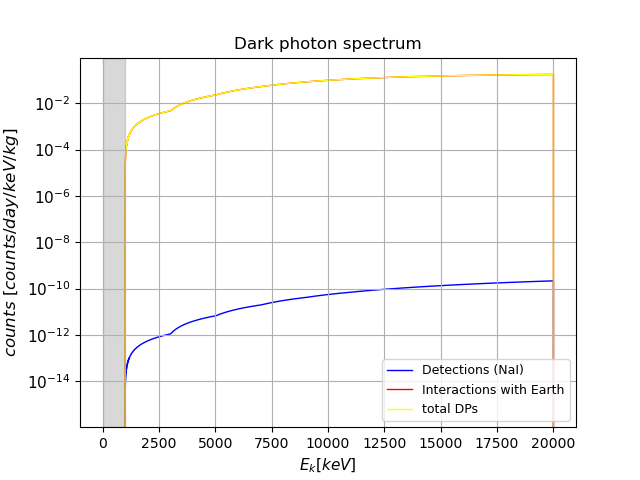 Dark photon spectrum
counts [counts/day/keV/kg]
10⁻²
10⁻⁴
10⁻⁶
10⁻⁸
10⁻¹⁰
10⁻¹²
10⁻¹⁴
Detections (NaI)
Interactions with Earth
total DPs
0 2500 5000 7500 10000 12500 15000 17500 20000
Eₖ[keV]